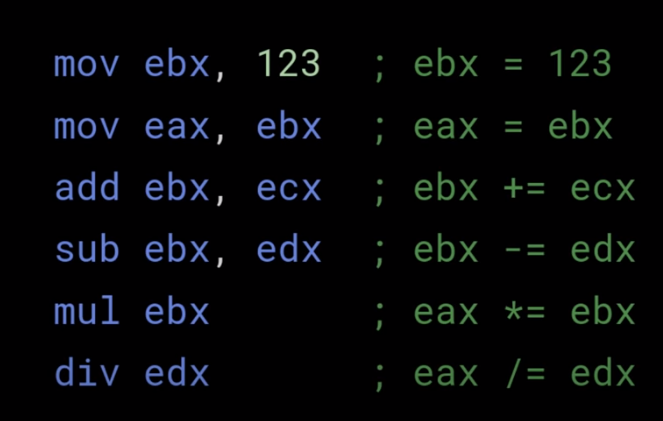 mov ebx, 123  ; ebx = 123
mov eax, ebx  ; eax = ebx
add ebx, ecx  ; ebx += ecx
sub ebx, edx  ; ebx -= edx
mul ebx       ; eax *= ebx
div edx       ; eax /= edx